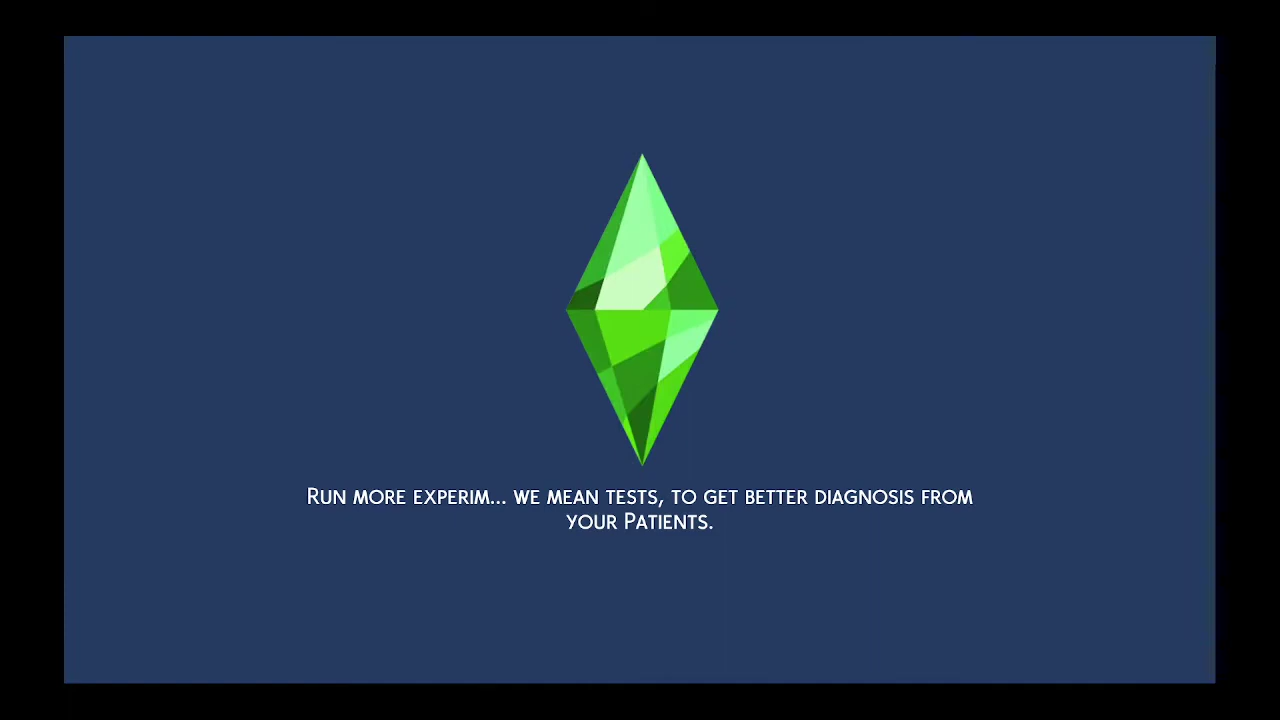 Run more experim... we mean tests, to get better diagnosis from
your Patients.